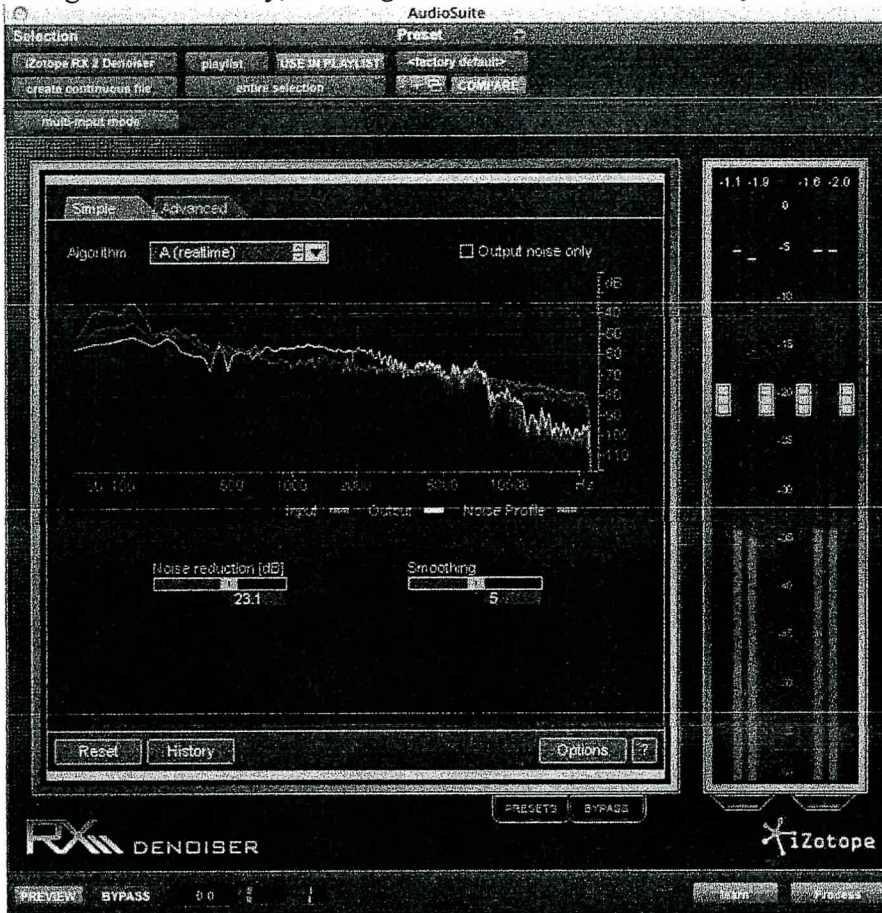 AudioSuite
Selection Preset
iZotope RX 2 Denoiser playlist USE IN PLAYLIST <factory default>
create continuous file entire selection COMPARE
multi-input mode
Simple Advanced
Algorithm A (realtime) Output noise only
dB
-40
-50
-60
-70
-100
-110
500 1000 2000 5000 10000 Hz
Input Output Noise Profile
Noise reduction [dB] Smoothing
23.1 5
Reset History Options ?
PRESETS BYPASS
-1.1 -1.9 -1.6 -2.0
0
-5
-10
-15
-20
RX DENOISER
iZotope
PREVIEW BYPASS 0.0 learn Process